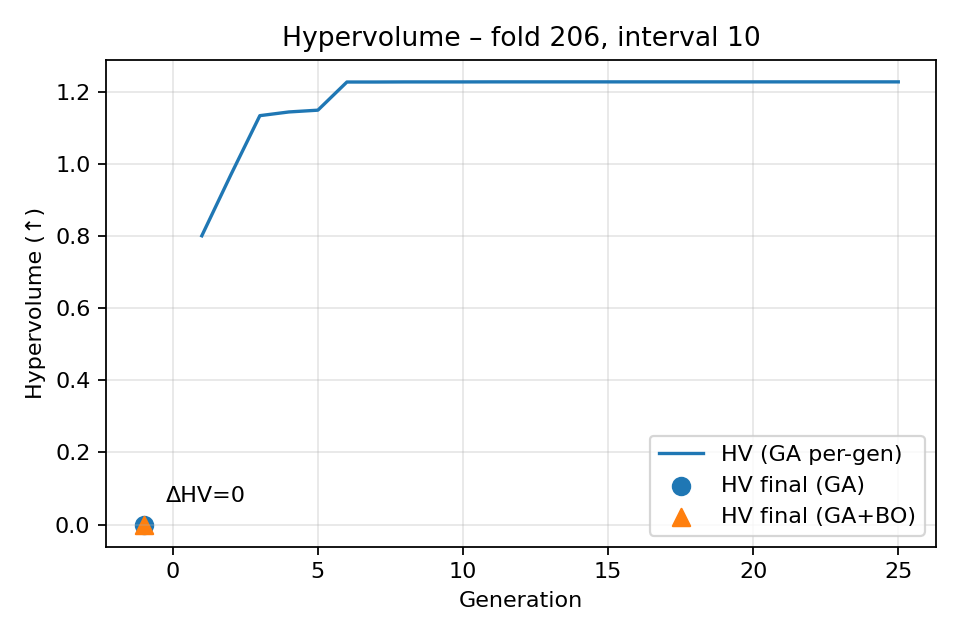 Hypervolume – fold 206, interval 10
Hypervolume (↑)
1.2
1.0
0.8
0.6
0.4
0.2
0.0
ΔHV=0
HV (GA per-gen)
HV final (GA)
HV final (GA+BO)
0 5 10 15 20 25
Generation